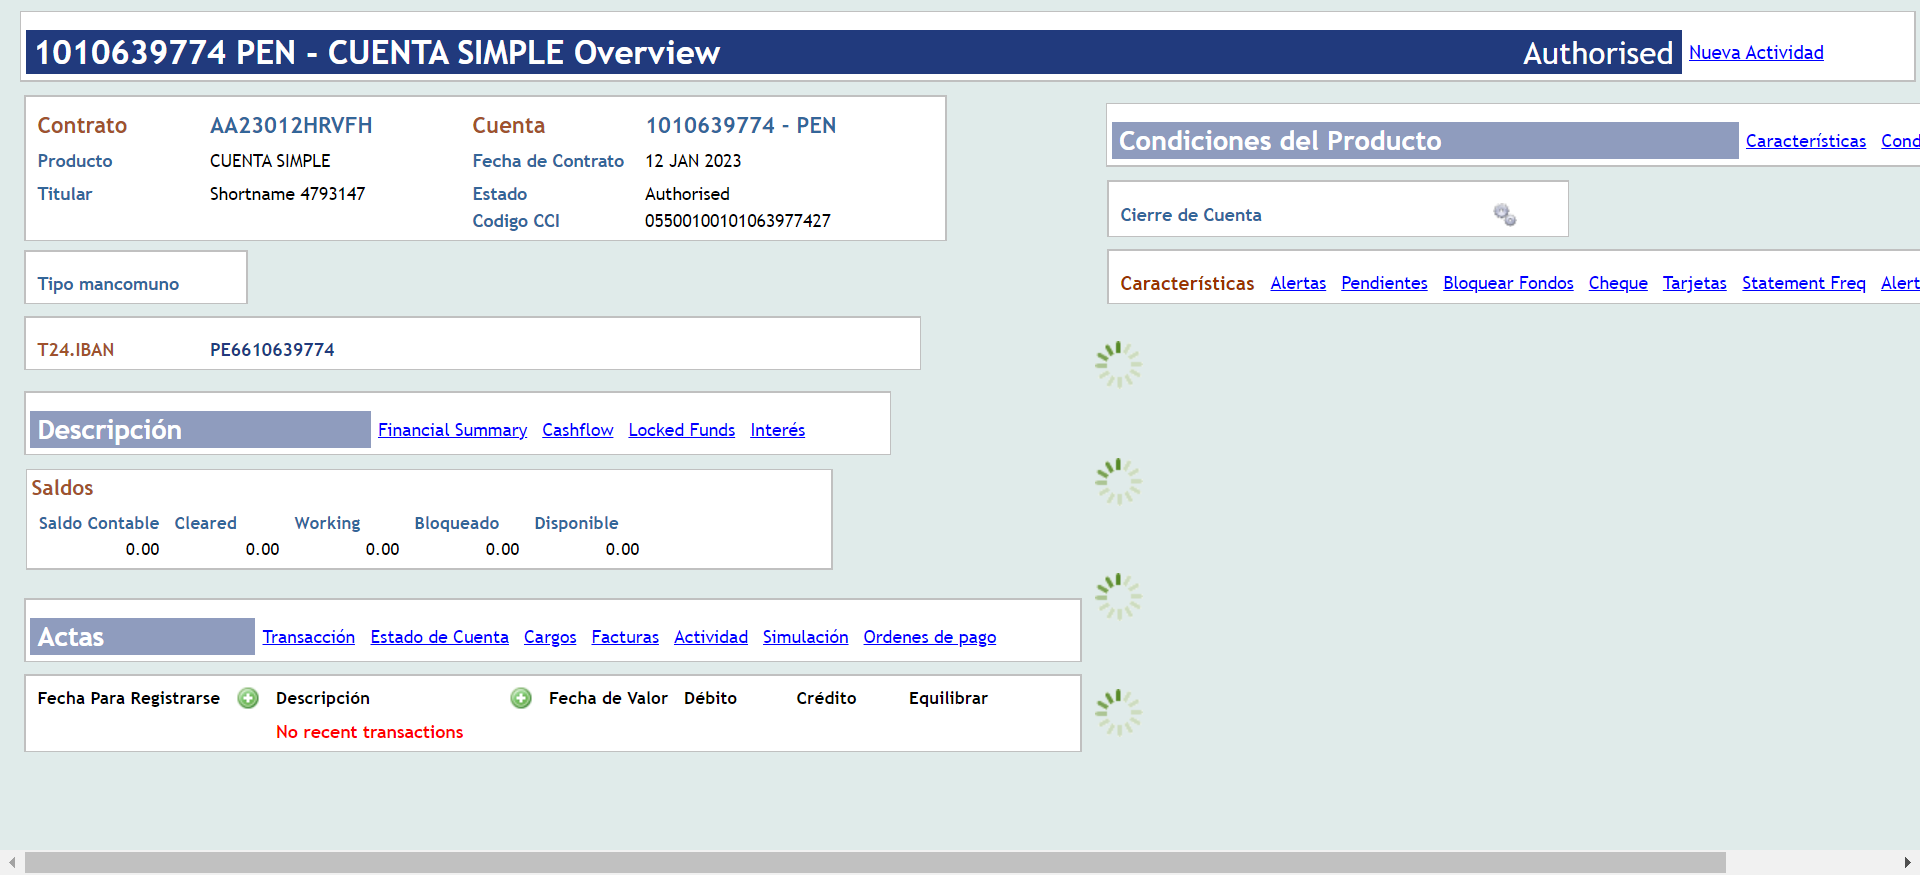 1010639774 PEN - CUENTA SIMPLE Overview Authorised Nueva Actividad
Contrato AA23012HRVFH Cuenta 1010639774 - PEN
Producto CUENTA SIMPLE Fecha de Contrato 12 JAN 2023
Titular Shortname 4793147 Estado Authorised
Codigo CCI 05500100101063977427
Tipo mancomuno
T24.IBAN PE6610639774
Descripción Financial Summary Cashflow Locked Funds Interés
Saldos
Saldo Contable Cleared Working Bloqueado Disponible
0.00 0.00 0.00 0.00 0.00
Actas Transacción Estado de Cuenta Cargos Facturas Actividad Simulación Ordenes de pago
Fecha Para Registrarse Descripción Fecha de Valor Débito Crédito Equilibrar
No recent transactions
Condiciones del Producto Características Cond
Cierre de Cuenta
Características Alertas Pendientes Bloquear Fondos Cheque Tarjetas Statement Freq Alert